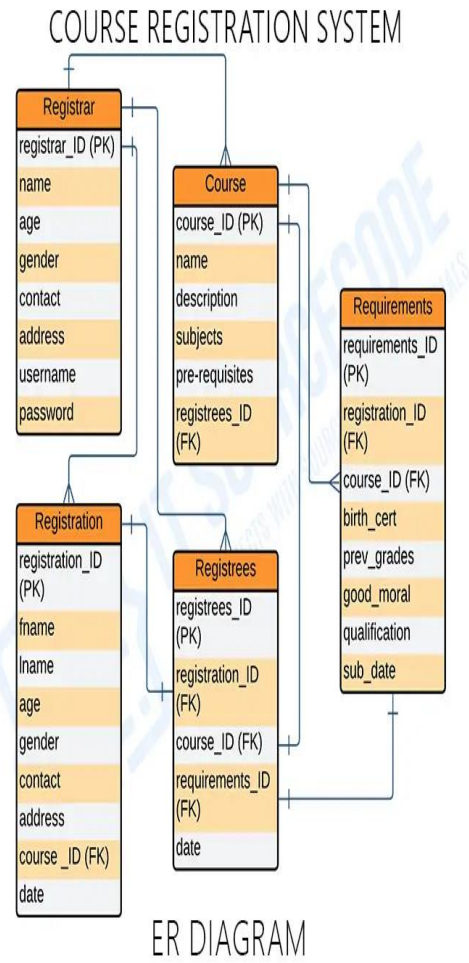 COURSE REGISTRATION SYSTEM
Registrar
registrar_ID (PK)
name
age
gender
contact
address
username
password
Course
course_ID (PK)
name
description
subjects
pre-requisites
registrees_ID
(FK)
Requirements
requirements_ID
(PK)
registration_ID
(FK)
course_ID (FK)
birth_cert
prev_grades
good_moral
qualification
sub_date
Registration
registration_ID
(PK)
fname
lname
age
gender
contact
address
course _ID (FK)
date
Registrees
registrees_ID
(PK)
registration_ID
(FK)
course_ID (FK)
requirements_ID
(FK)
date
ER DIAGRAM